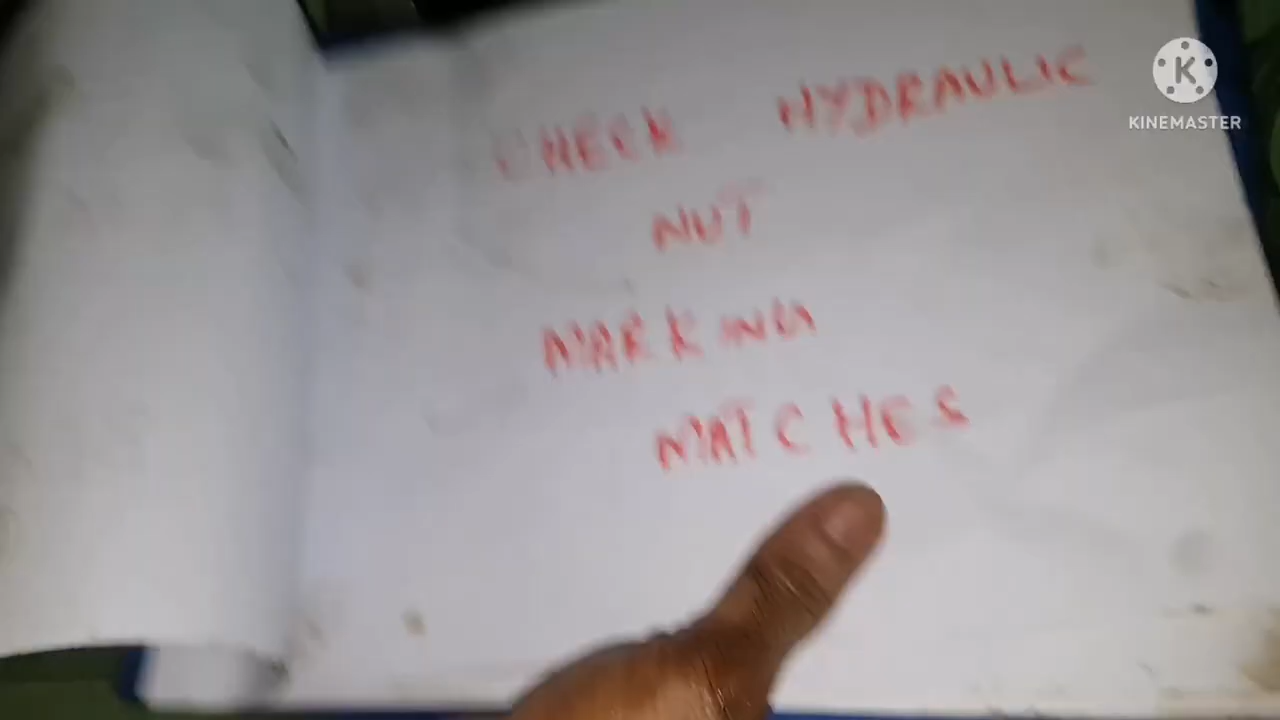 CHECK HYDRAULIC
NUT
MARKING
MATCHES
KINEMASTER